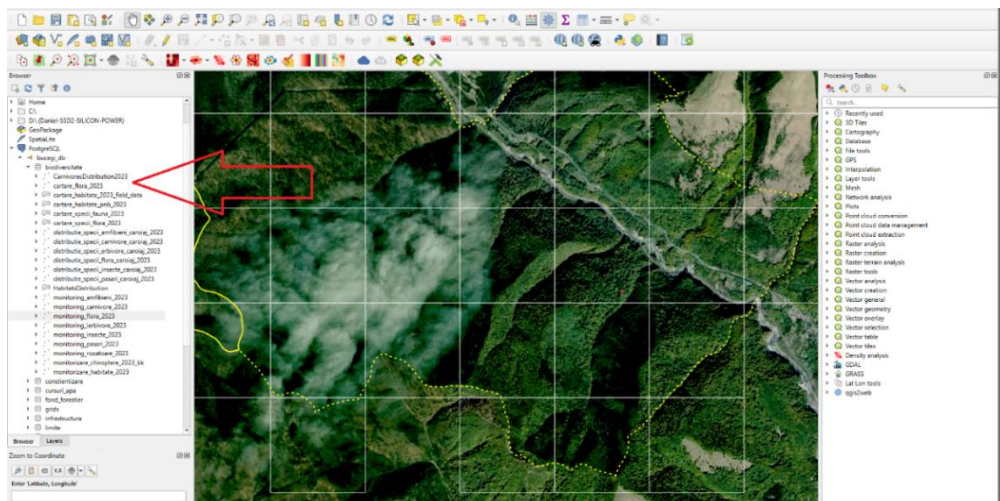 Browser
Home
C:\
D:\ (Daniel-SSD2-SILICON-POWER)
GeoPackage
SpatiaLite
PostgreSQL
bucegi_db
biodiversitate
CarnivoresDistribution2023
cartare_flora_2023
cartare_habitate_2023_field_data
cartare_habitate_pnb_2023
cartare_specii_fauna_2023
cartare_specii_flora_2023
distributie_specii_amfibieni_caroiaj_2023
distributie_specii_carnivore_caroiaj_2023
distributie_specii_erbivore_caroiaj_2023
distributie_specii_flora_caroiaj_2023
distributie_specii_insecte_caroiaj_2023
distributie_specii_pasari_caroiaj_2023
HabitatsDistribution
monitoring_amfibieni_2023
monitoring_carnivore_2023
monitoring_flora_2023
monitoring_ierbivore_2023
monitoring_insecte_2023
monitoring_pasari_2023
monitoring_rozatoare_2023
monitorizare_chiroptere_2023_bk
monitorizare_habitate_2023
constientizare
cursuri_apa
fond_forestier
grids
infrastructura
limite
Browser
Layers
Zoom to Coordinate
Enter 'Latitude, Longitude'
Processing Toolbox
Search...
Recently used
3D Tiles
Cartography
Database
File tools
GPS
Interpolation
Layer tools
Mesh
Network analysis
Plots
Point cloud conversion
Point cloud data management
Point cloud extraction
Raster analysis
Raster creation
Raster terrain analysis
Raster tools
Vector analysis
Vector creation
Vector general
Vector geometry
Vector overlay
Vector selection
Vector table
Vector tiles
Density analysis
GDAL
GRASS
Lat Lon tools
qgis2web